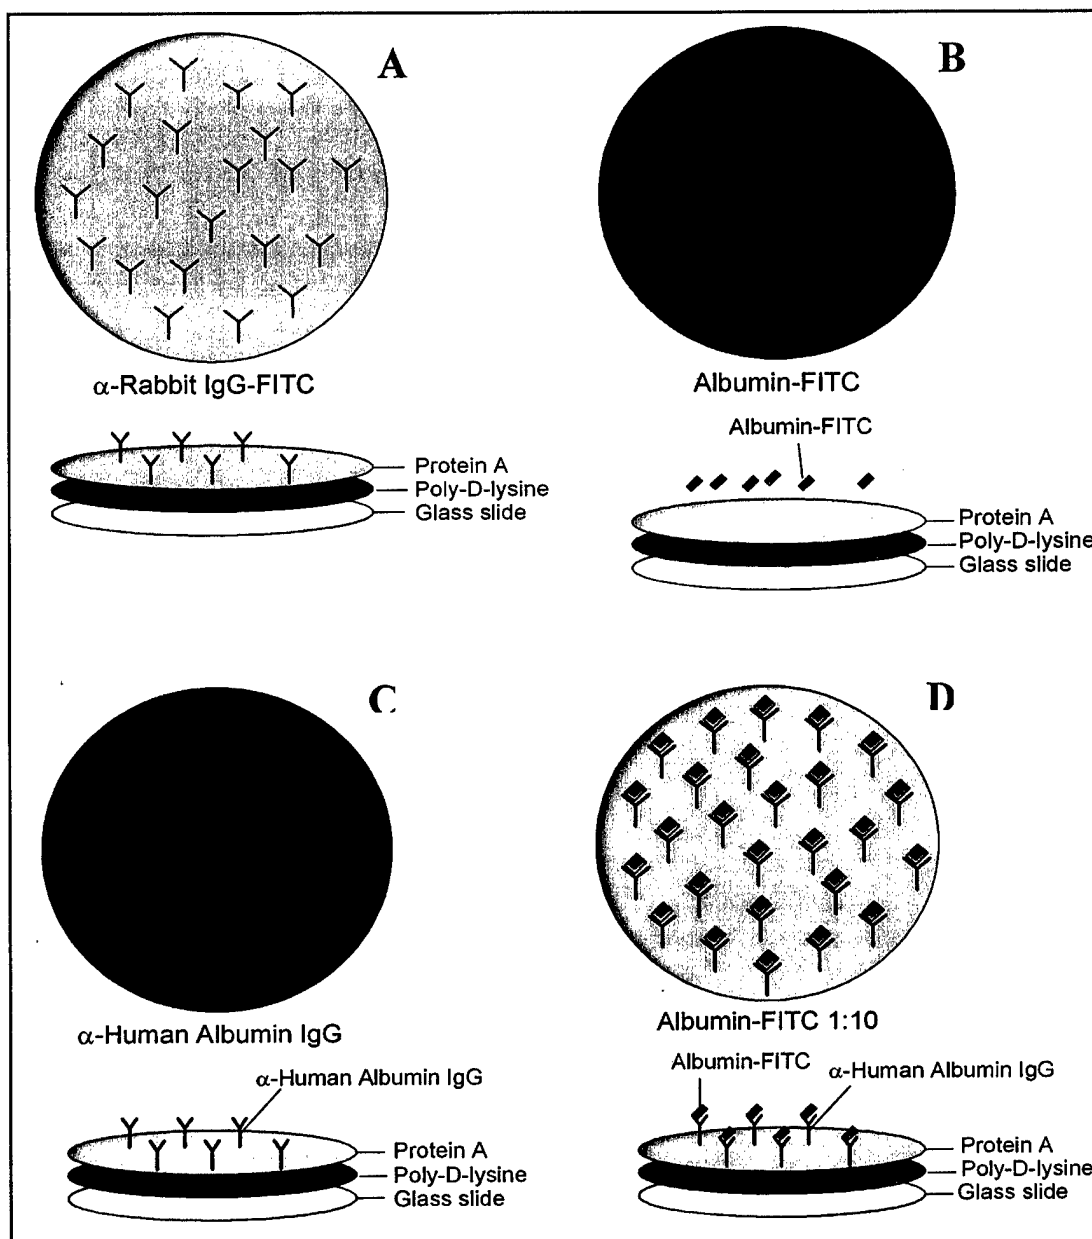 A
α-Rabbit IgG-FITC
Protein A
Poly-D-lysine
Glass slide
B
Albumin-FITC
Albumin-FITC
Protein A
Poly-D-lysine
Glass slide
C
α-Human Albumin IgG
α-Human Albumin IgG
Protein A
Poly-D-lysine
Glass slide
D
Albumin-FITC 1:10
Albumin-FITC
α-Human Albumin IgG
Protein A
Poly-D-lysine
Glass slide